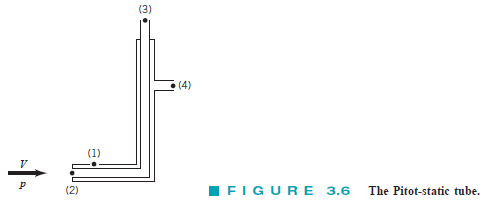 (3)
(4)
(1)
V
p
(2)
FIGURE 3.6 The Pitot-static tube.